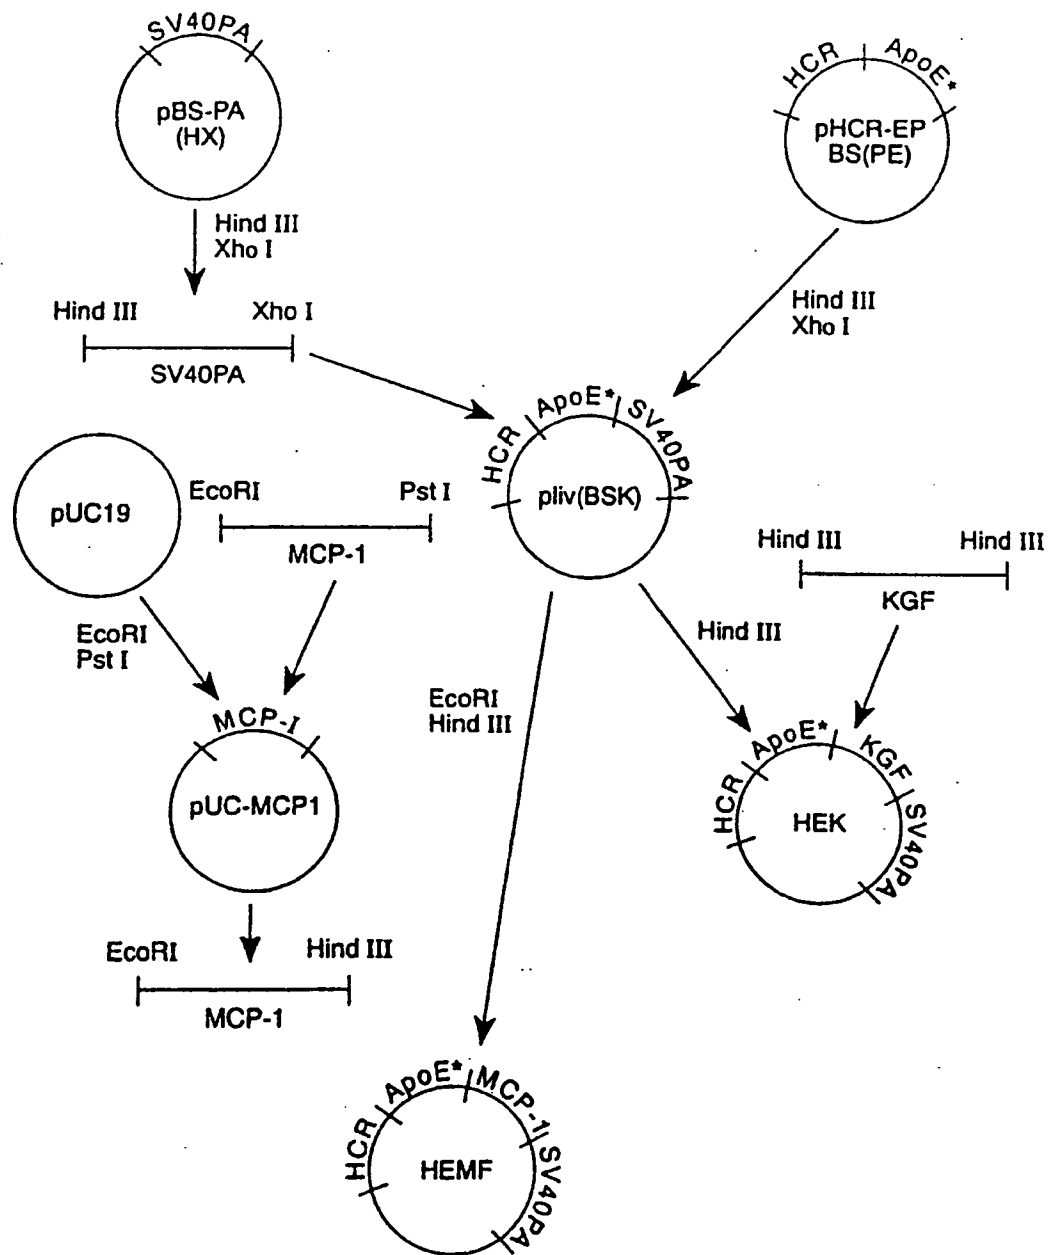 SV40PA
pBS-PA
(HX)
HCR
ApoE*
pHCR-EP
BS(PE)
Hind III
Xho I
Hind III
Xho I
Hind III
Xho I
SV40PA
HCR
ApoE*
SV40PA
pliv(BSK)
pUC19
EcoRI
Pst I
MCP-1
Hind III
Hind III
KGF
EcoRI
Pst I
Hind III
EcoRI
Hind III
MCP-I
pUC-MCP1
HCR
ApoE*
KGF
SV40PA
HEK
EcoRI
Hind III
MCP-1
HCR
ApoE*
MCP-1
SV40PA
HEMF